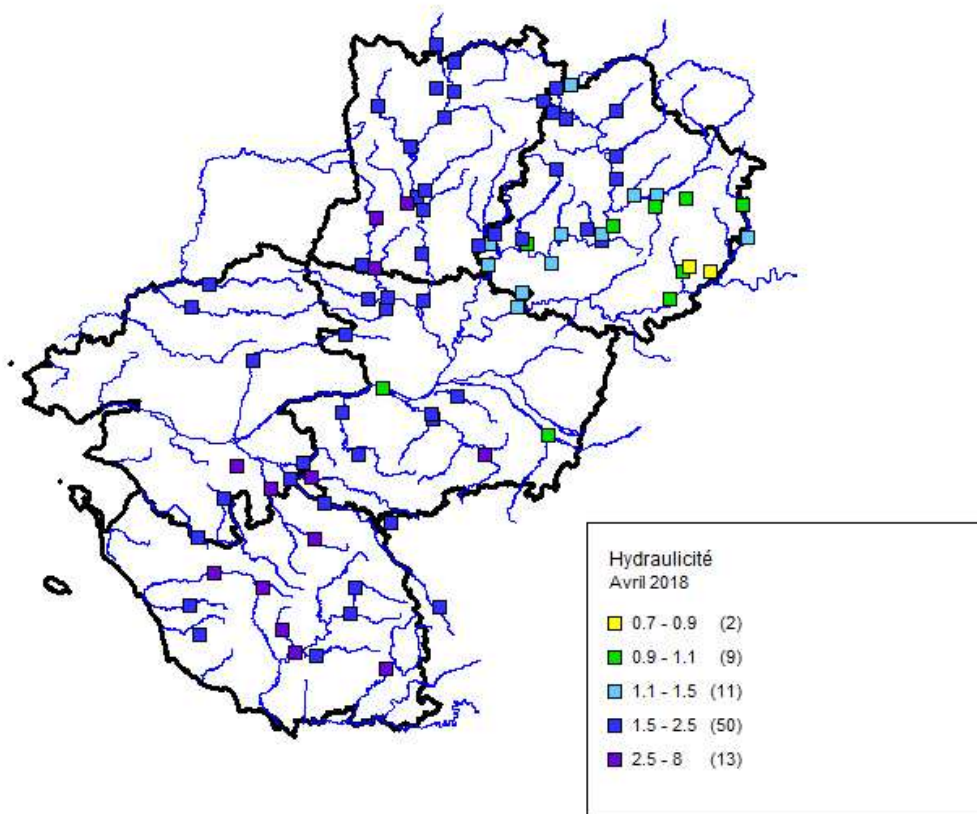 Hydraulicité
Avril 2018
0.7 - 0.9 (2)
0.9 - 1.1 (9)
1.1 - 1.5 (11)
1.5 - 2.5 (50)
2.5 - 8 (13)